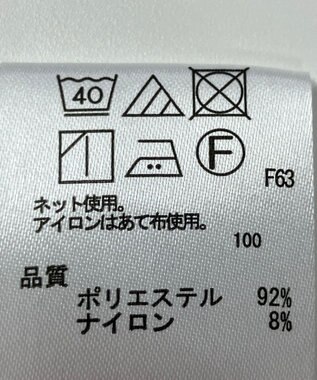 40
F
F63
ネット使用。
アイロンはあて布使用。
100
品質
ポリエステル 92%
ナイロン 8%